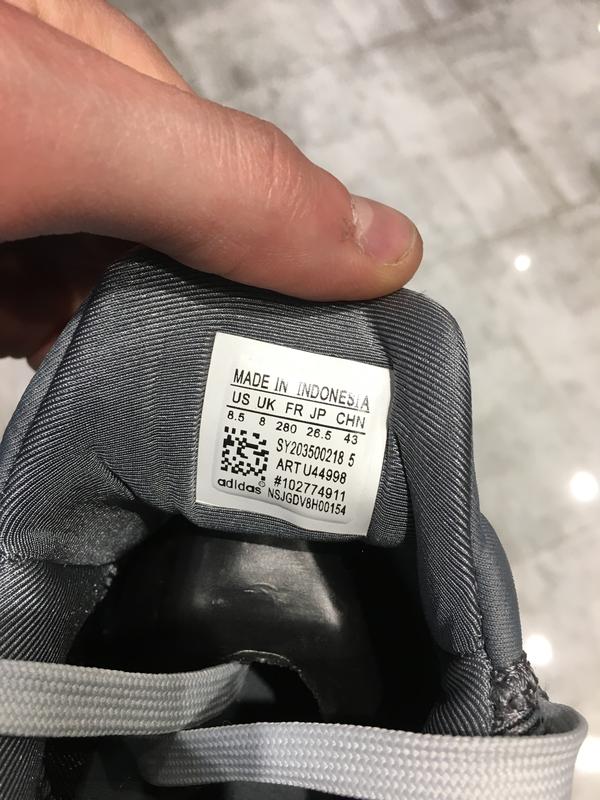 MADE IN INDONESIA
US UK FR JP CHN
8.5 8 280 26.5 43
SY203500218 5
ART U44998
#102774911
adidas® NSJGDV8H00154